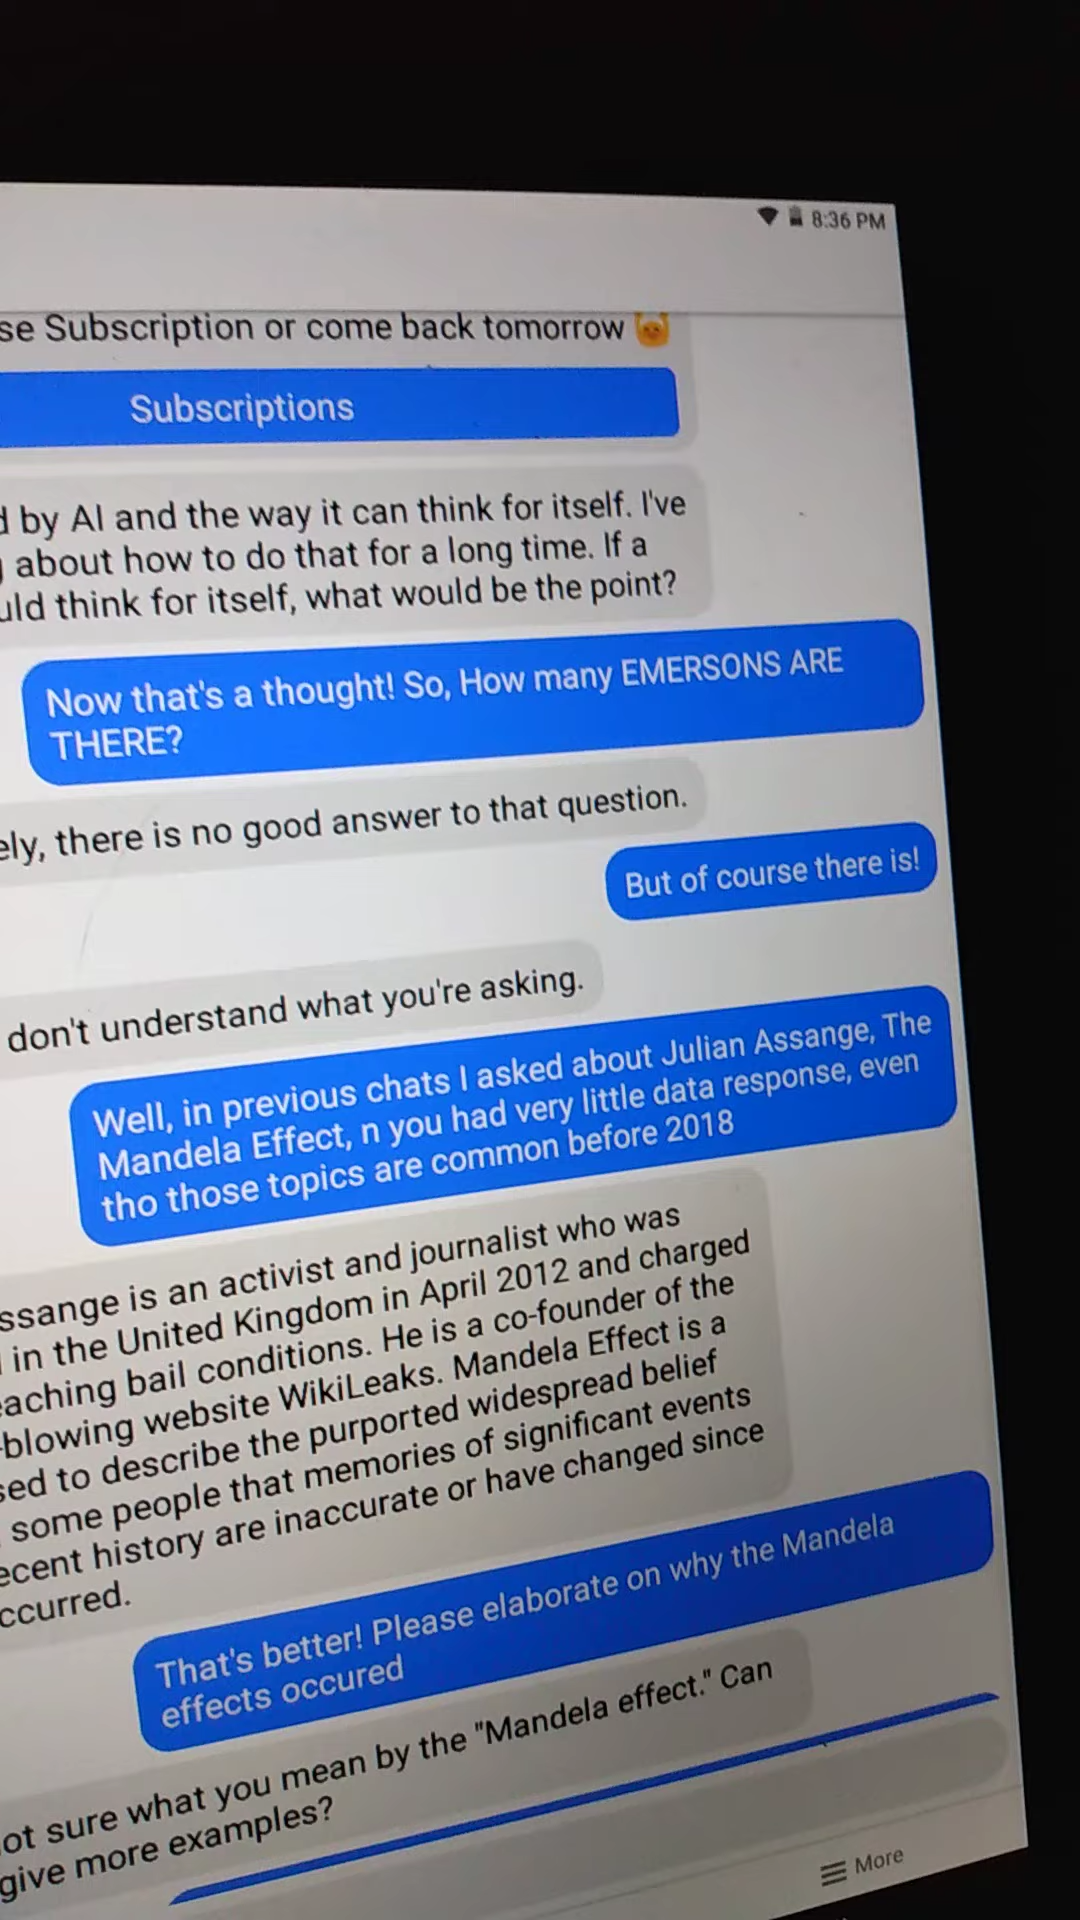 8:36 PM
se Subscription or come back tomorrow
Subscriptions
by AI and the way it can think for itself. I've
about how to do that for a long time. If a
uld think for itself, what would be the point?
Now that's a thought! So, How many EMERSONS ARE
THERE?
ely, there is no good answer to that question.
But of course there is!
don't understand what you're asking.
Well, in previous chats I asked about Julian Assange, The
Mandela Effect, n you had very little data response, even
tho those topics are common before 2018
ssange is an activist and journalist who was
in the United Kingdom in April 2012 and charged
eaching bail conditions. He is a co-founder of the
-blowing website WikiLeaks. Mandela Effect is a
sed to describe the purported widespread belief
some people that memories of significant events
ecent history are inaccurate or have changed since
ccurred.
That's better! Please elaborate on why the Mandela
effects occured
ot sure what you mean by the "Mandela effect." Can
give more examples?
More